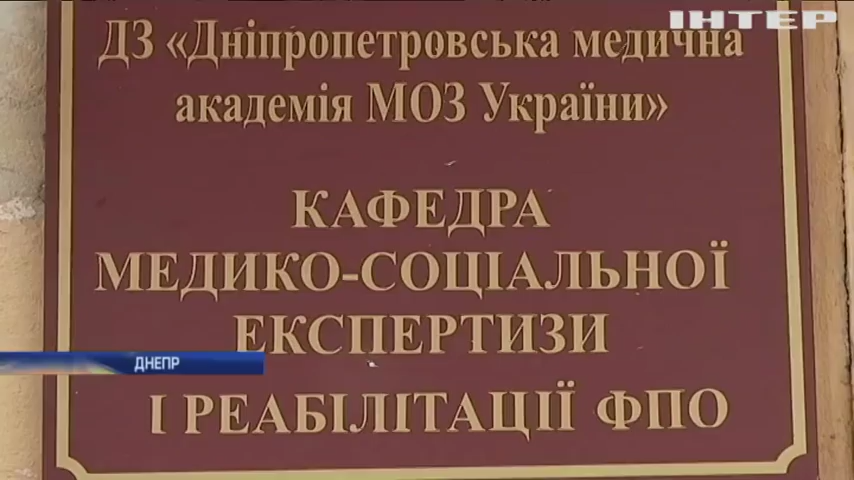 ІНТЕР
ДЗ «Дніпропетровська медична
академія МОЗ України»
КАФЕДРА
МЕДИКО-СОЦІАЛЬНОЇ
ЕКСПЕРТИЗИ
ДНЕПР
І РЕАБІЛІТАЦІЇ ФПО